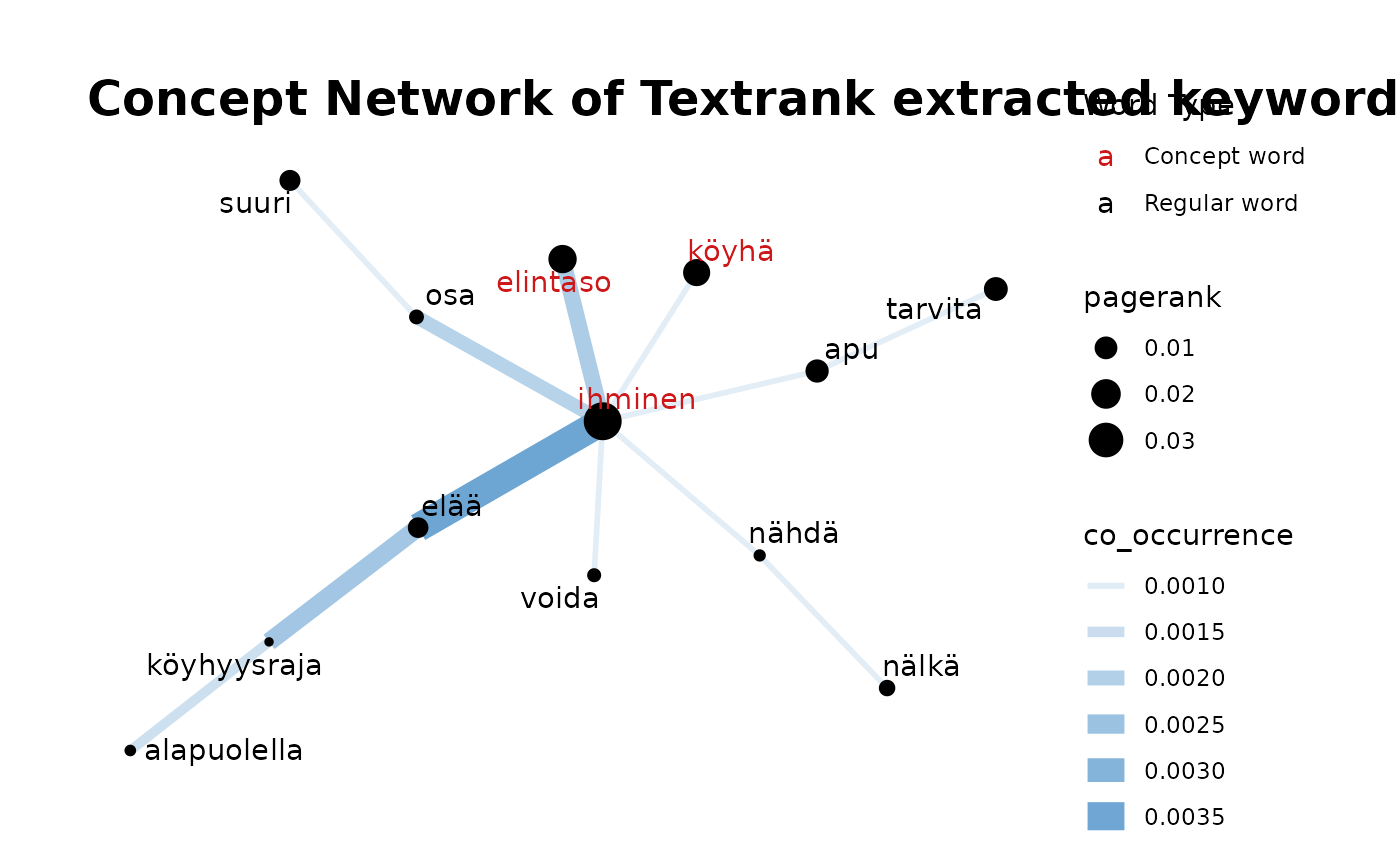 Concept Network of Textrank extracted keyword
Word Type
a Concept word
a Regular word
suuri
köyhä
elintaso
osa
tarvita
apu
ihminen
elää
nähdä
voida
köyhyysraja
nälkä
alapuolella
pagerank
0.01
0.02
0.03
co_occurrence
0.0010
0.0015
0.0020
0.0025
0.0030
0.0035